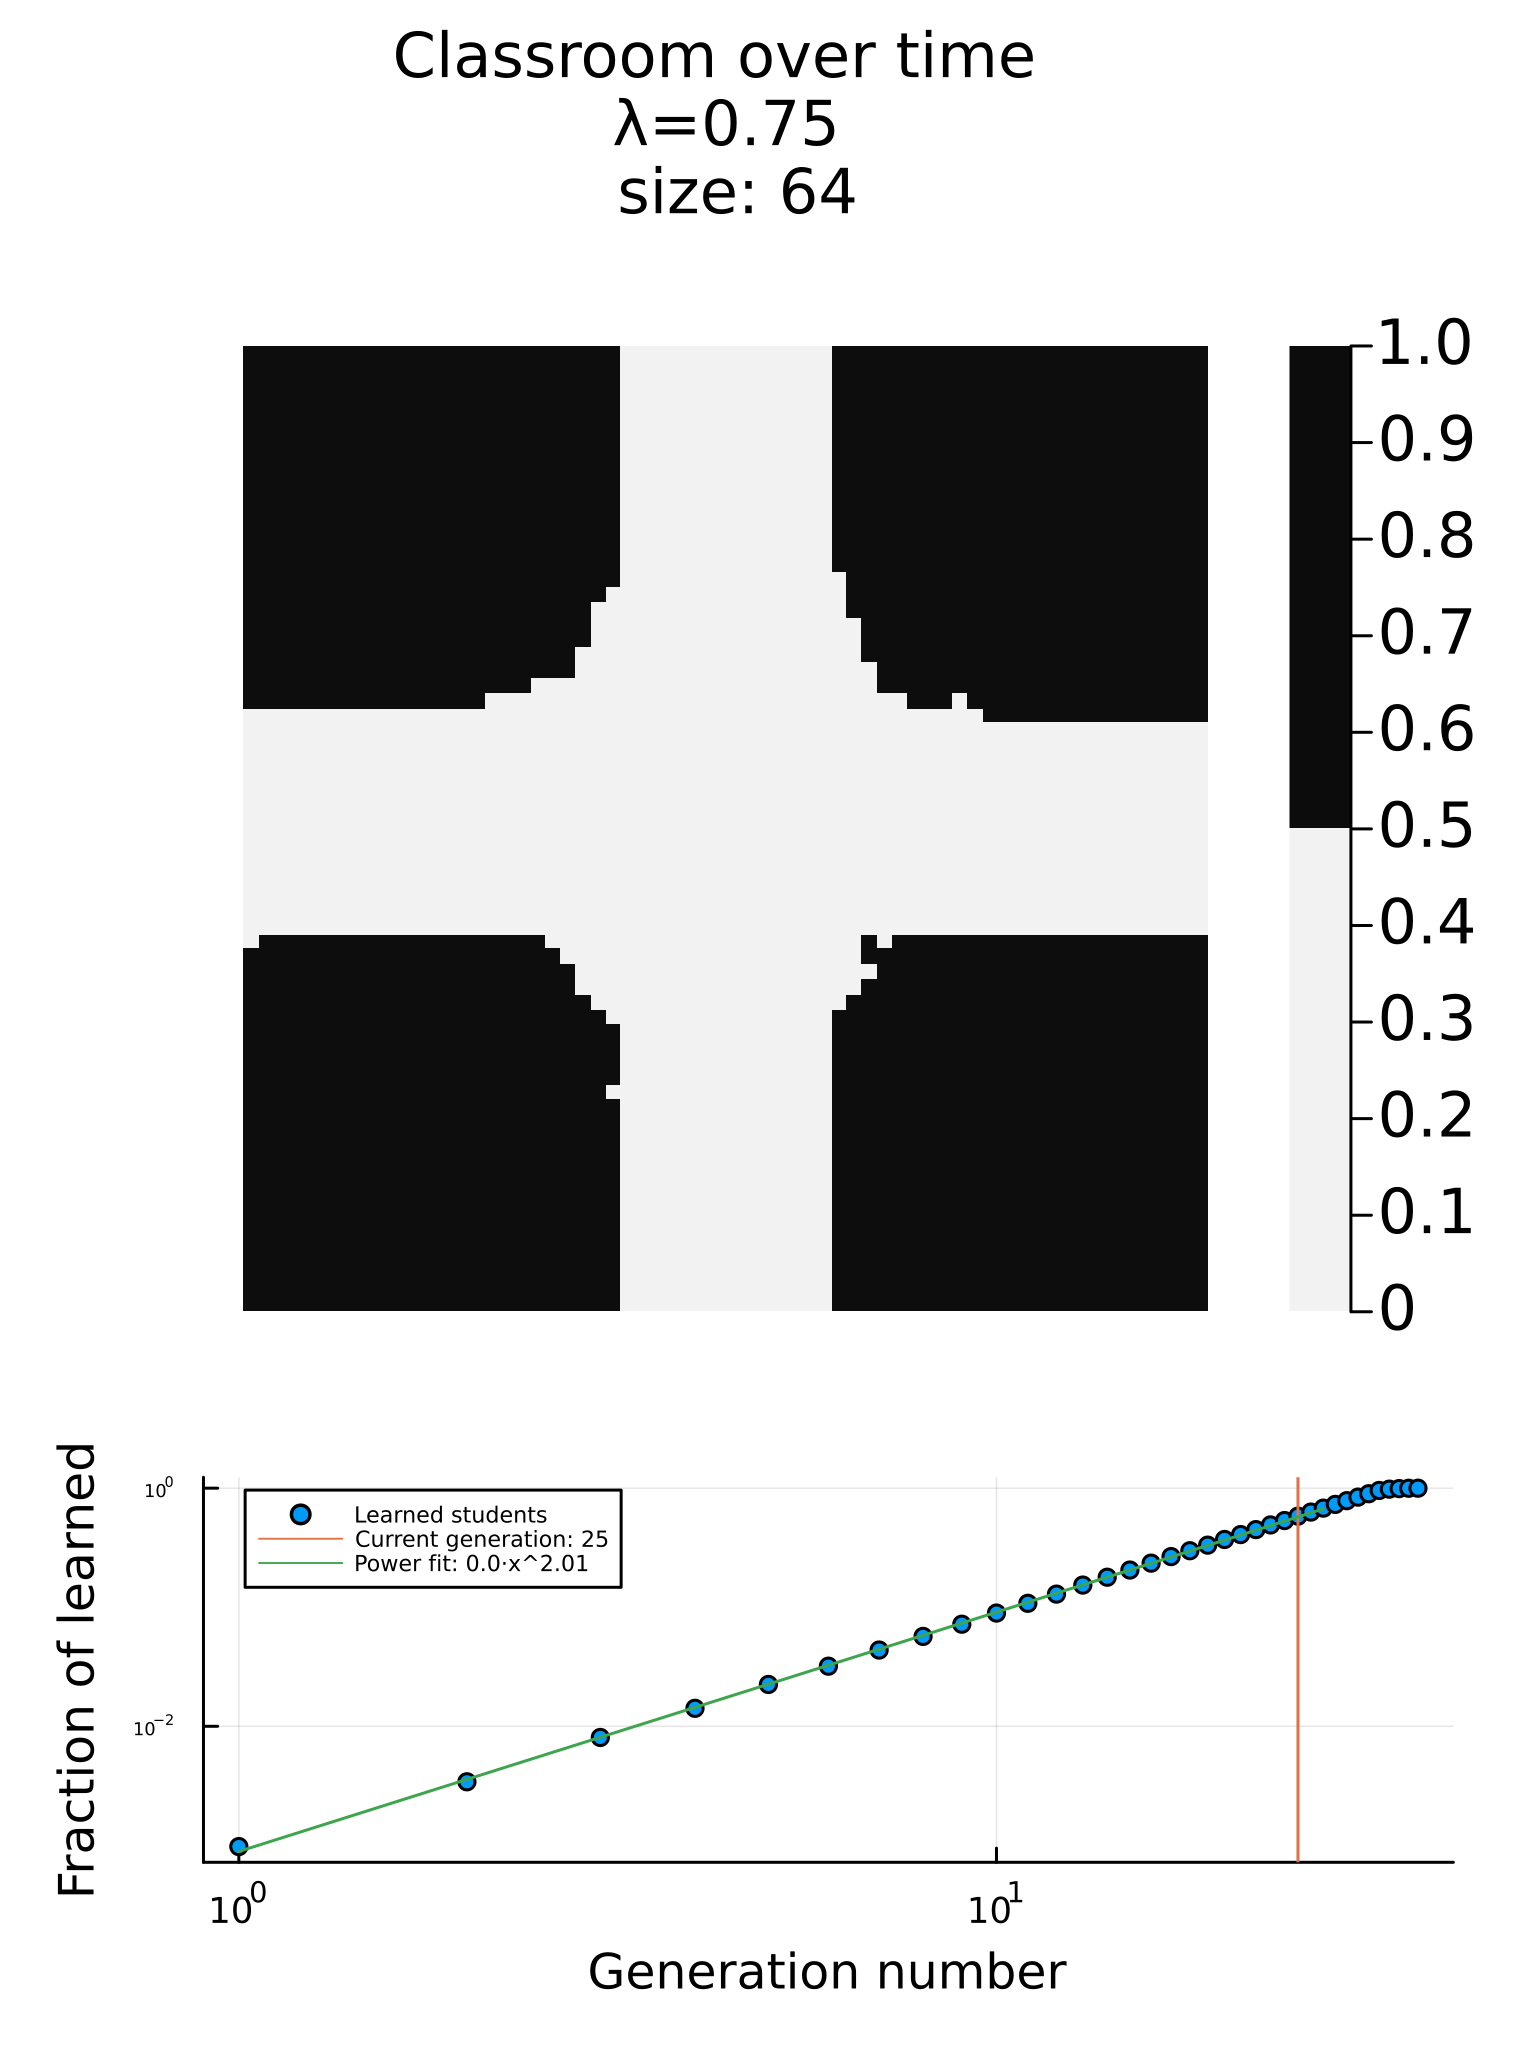 Classroom over time
λ=0.75
size: 64
1.0
0.9
0.8
0.7
0.6
0.5
0.4
0.3
0.2
0.1
0
Fraction of learned
10^0
10^-2
Learned students
Current generation: 25
Power fit: 0.0·x^2.01
10^0
10^1
Generation number